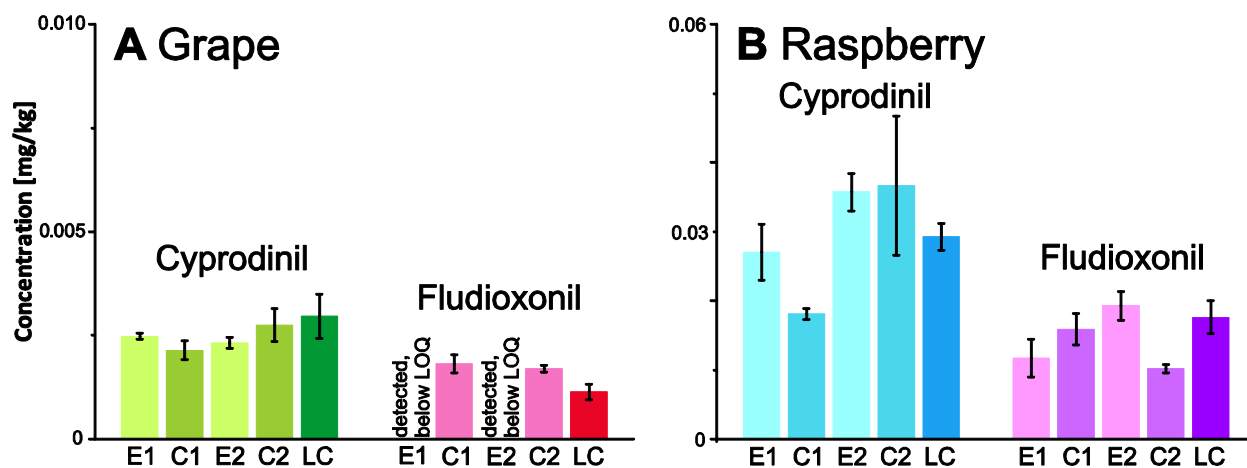 0.010
A Grape
Concentration [mg/kg]
0.005
Cyprodinil
Fludioxonil
detected,
below LOQ
detected,
below LOQ
0
E1 C1 E2 C2 LC
E1 C1 E2 C2 LC
0.06
B Raspberry
Cyprodinil
0.03
Fludioxonil
0
E1 C1 E2 C2 LC
E1 C1 E2 C2 LC